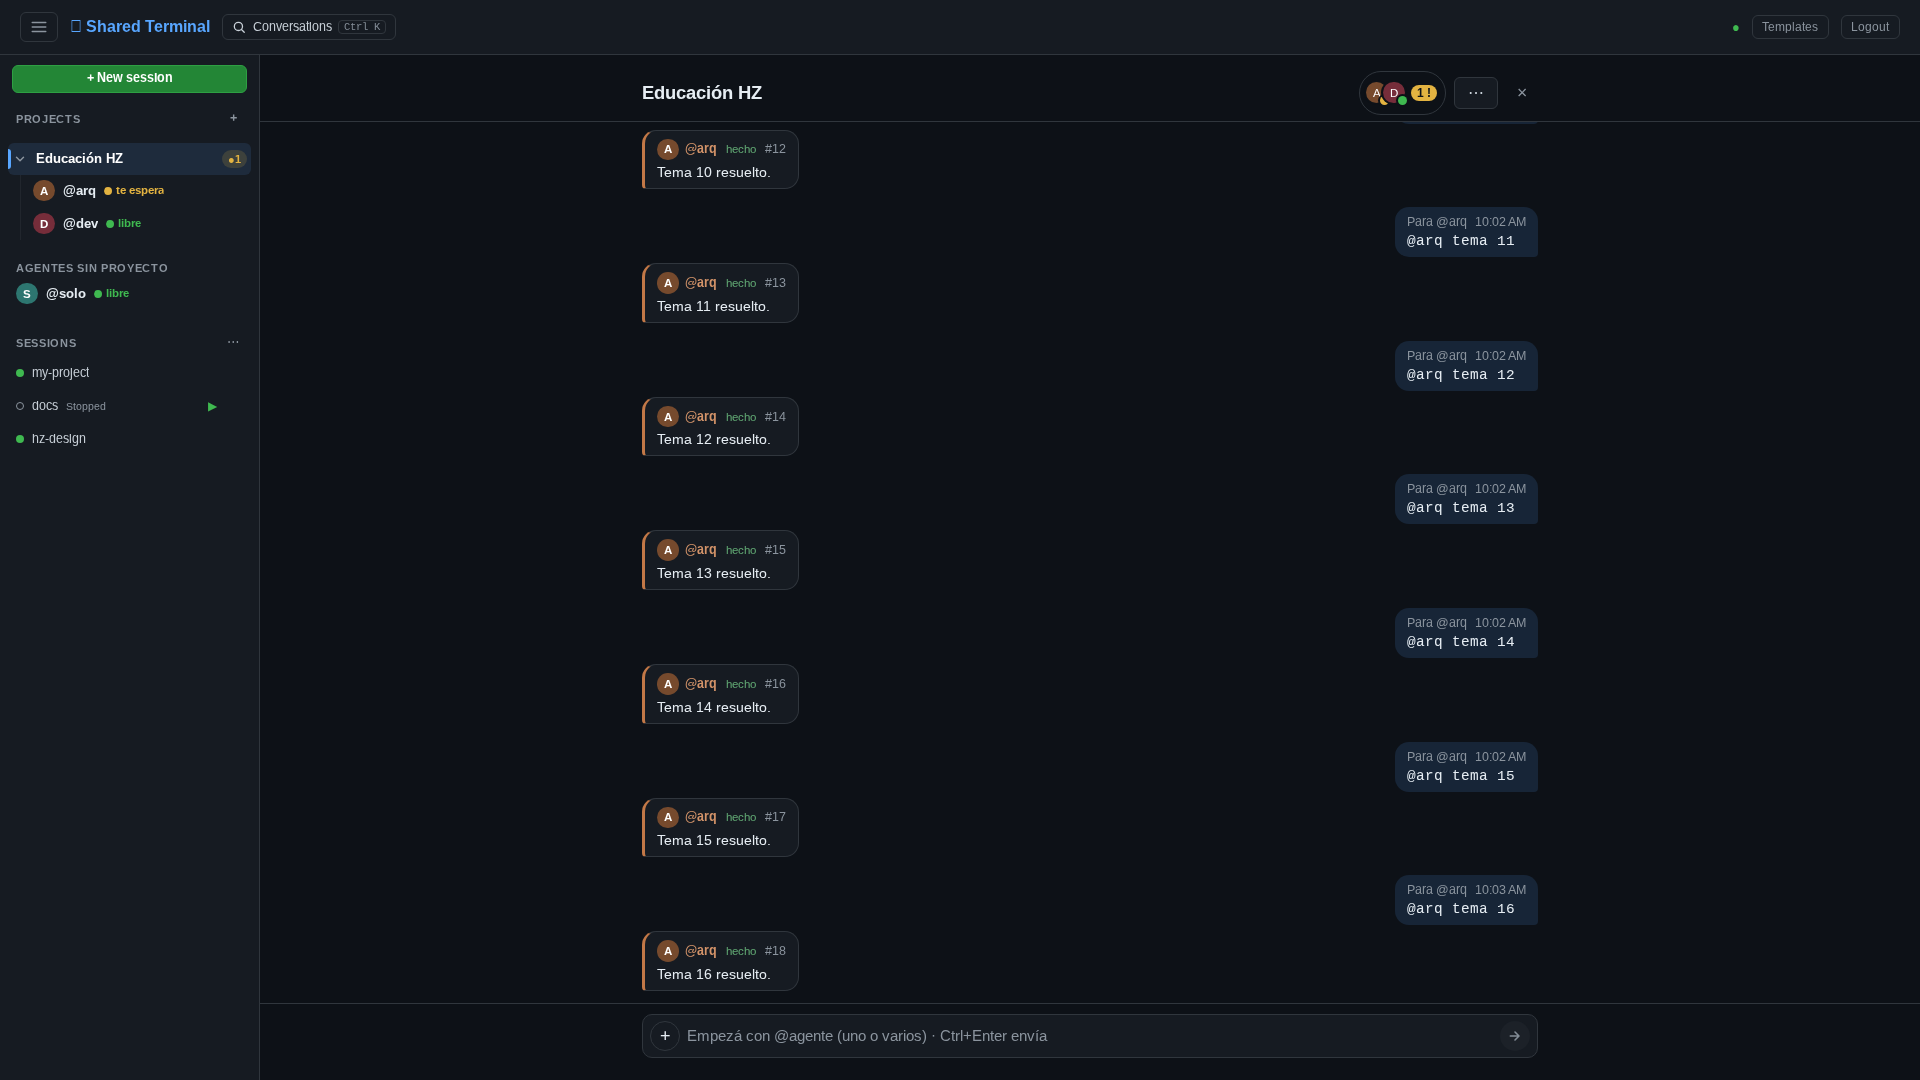 Shared Terminal
Conversations Ctrl K
Templates
Logout
+ New session
PROJECTS +
Educación HZ ●1
A @arq te espera
D @dev libre
AGENTES SIN PROYECTO
S @solo libre
SESSIONS ...
my-project
docs Stopped
hz-design
Educación HZ
A D 1 ! ... ×
A @arq hecho #12
Tema 10 resuelto.
Para @arq 10:02 AM
@arq tema 11
A @arq hecho #13
Tema 11 resuelto.
Para @arq 10:02 AM
@arq tema 12
A @arq hecho #14
Tema 12 resuelto.
Para @arq 10:02 AM
@arq tema 13
A @arq hecho #15
Tema 13 resuelto.
Para @arq 10:02 AM
@arq tema 14
A @arq hecho #16
Tema 14 resuelto.
Para @arq 10:02 AM
@arq tema 15
A @arq hecho #17
Tema 15 resuelto.
Para @arq 10:03 AM
@arq tema 16
A @arq hecho #18
Tema 16 resuelto.
+ Empezá con @agente (uno o varios) · Ctrl+Enter envía